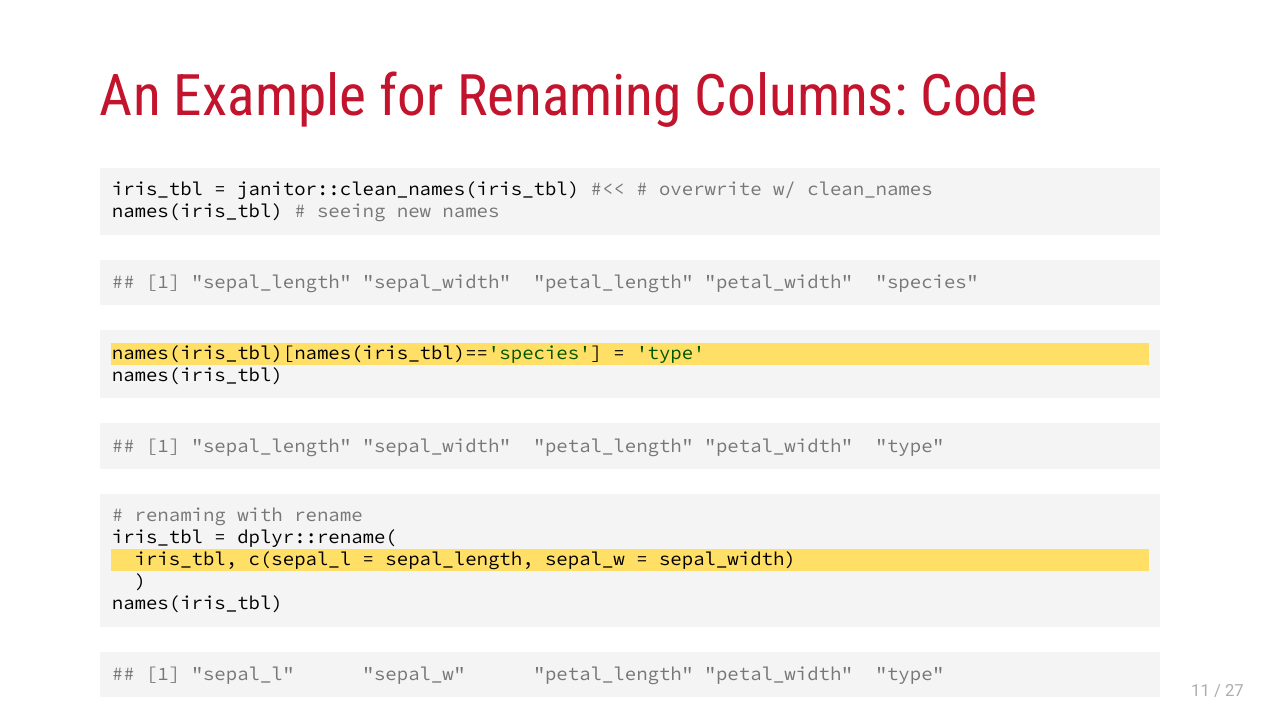 An Example for Renaming Columns: Code
iris_tbl = janitor::clean_names(iris_tbl) #<< # overwrite w/ clean_names
names(iris_tbl) # seeing new names
## [1] "sepal_length" "sepal_width"  "petal_length" "petal_width"  "species"
names(iris_tbl)[names(iris_tbl)=='species'] = 'type'
names(iris_tbl)
## [1] "sepal_length" "sepal_width"  "petal_length" "petal_width"  "type"
# renaming with rename
iris_tbl = dplyr::rename(
  iris_tbl, c(sepal_l = sepal_length, sepal_w = sepal_width)
  )
names(iris_tbl)
## [1] "sepal_l"      "sepal_w"      "petal_length" "petal_width"  "type"
11 / 27